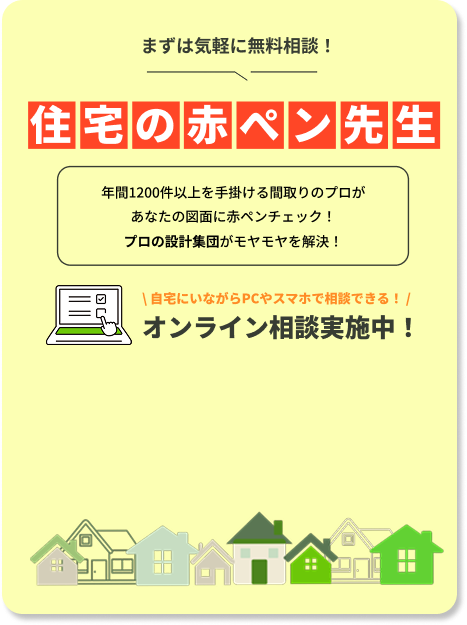 まずは気軽に無料相談！
住宅の赤ペン先生
年間1200件以上を手掛ける間取りのプロが
あなたの図面に赤ペンチェック！
プロの設計集団がモヤモヤを解決！
\ 自宅にいながらPCやスマホで相談できる！ /
オンライン相談実施中！